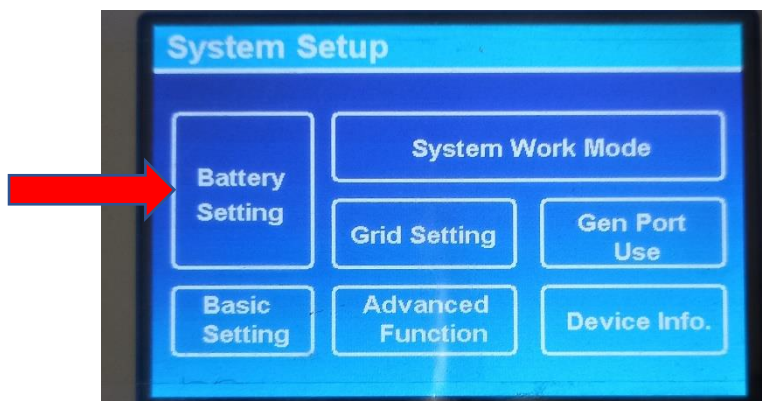 System Setup
System Work Mode
Battery
Setting
Grid Setting
Gen Port
Use
Basic
Setting
Advanced
Function
Device Info.